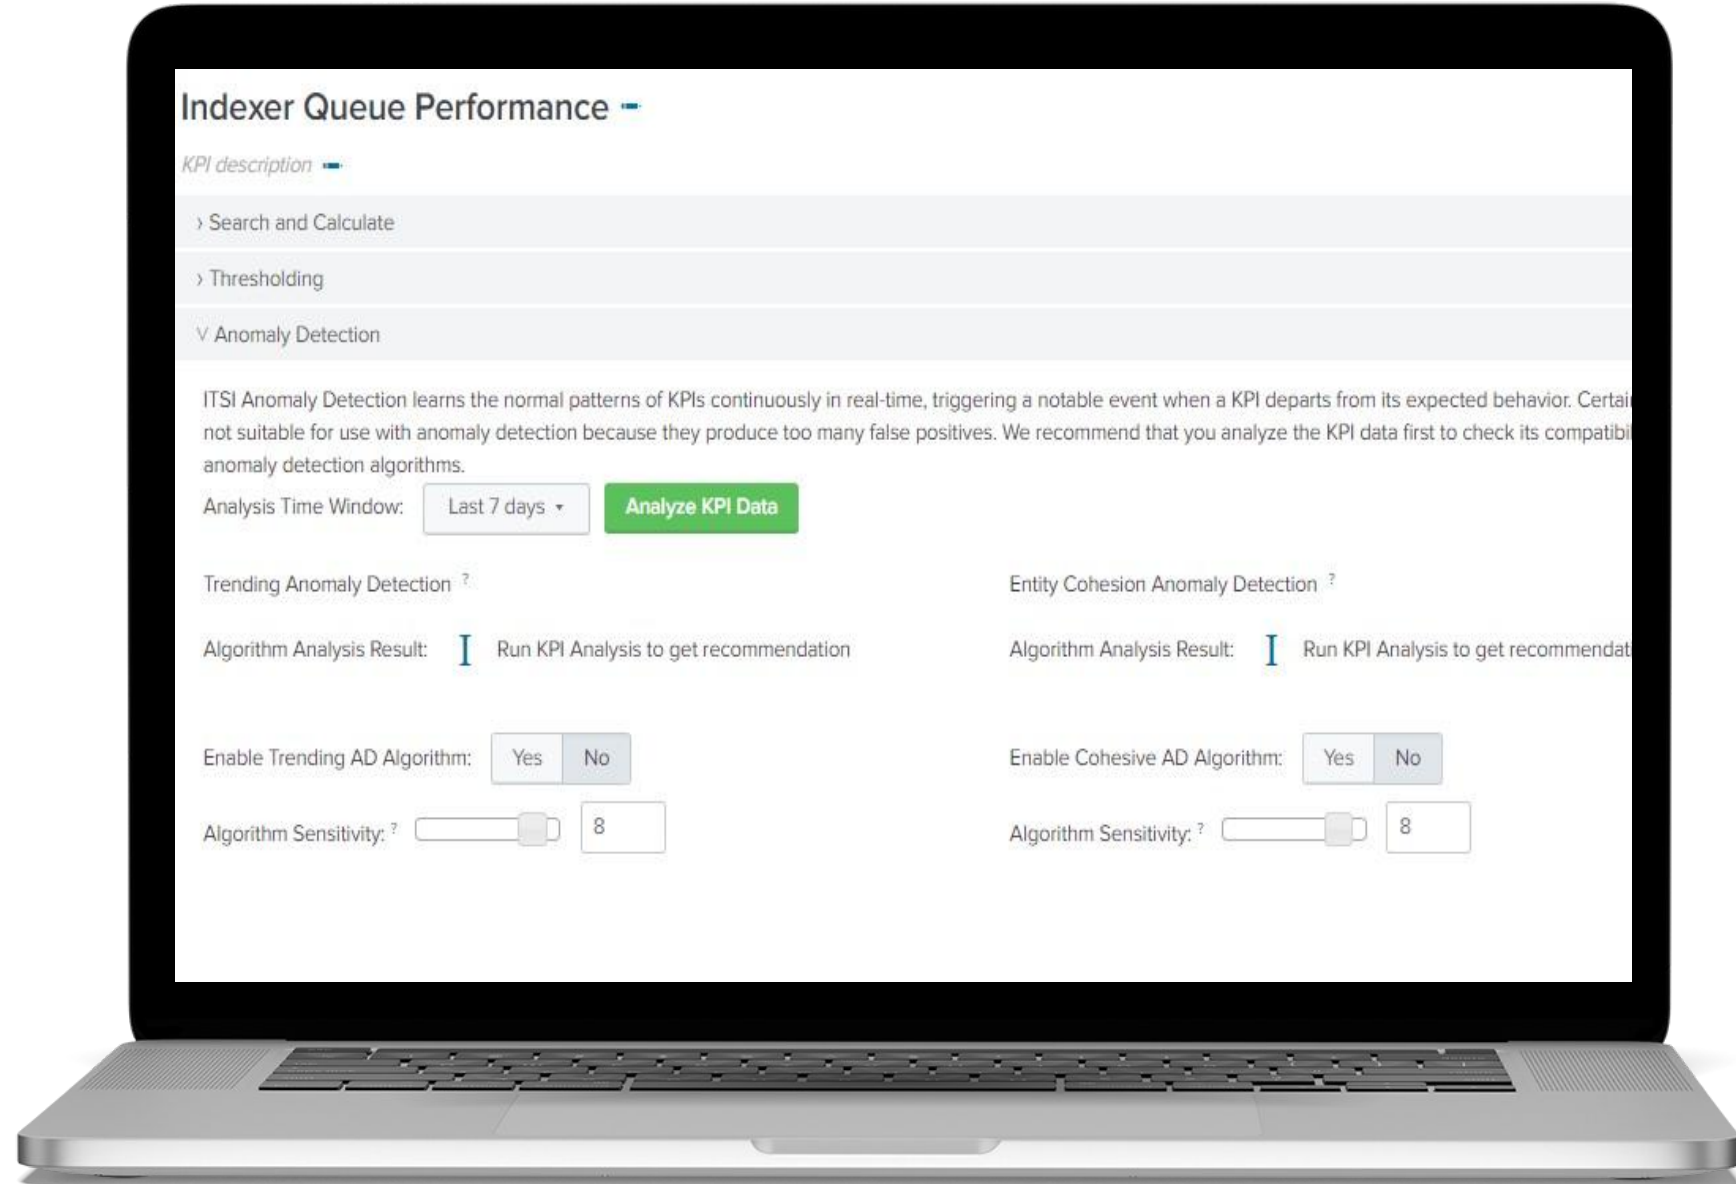 Indexer Queue Performance
KPI description
› Search and Calculate
› Thresholding
V Anomaly Detection
ITSI Anomaly Detection learns the normal patterns of KPIs continuously in real-time, triggering a notable event when a KPI departs from its expected behavior.
not suitable for use with anomaly detection because they produce too many false positives. We recommend that you analyze the KPI data first to check its
anomaly detection algorithms.
Analysis Time Window: Last 7 days Analyze KPI Data
Trending Anomaly Detection ? Entity Cohesion Anomaly Detection ?
Algorithm Analysis Result: Run KPI Analysis to get recommendation Algorithm Analysis Result: Run KPI Analysis to get
Enable Trending AD Algorithm: Yes No Enable Cohesive AD Algorithm: Yes No
Algorithm Sensitivity: ? 8 Algorithm Sensitivity: ? 8